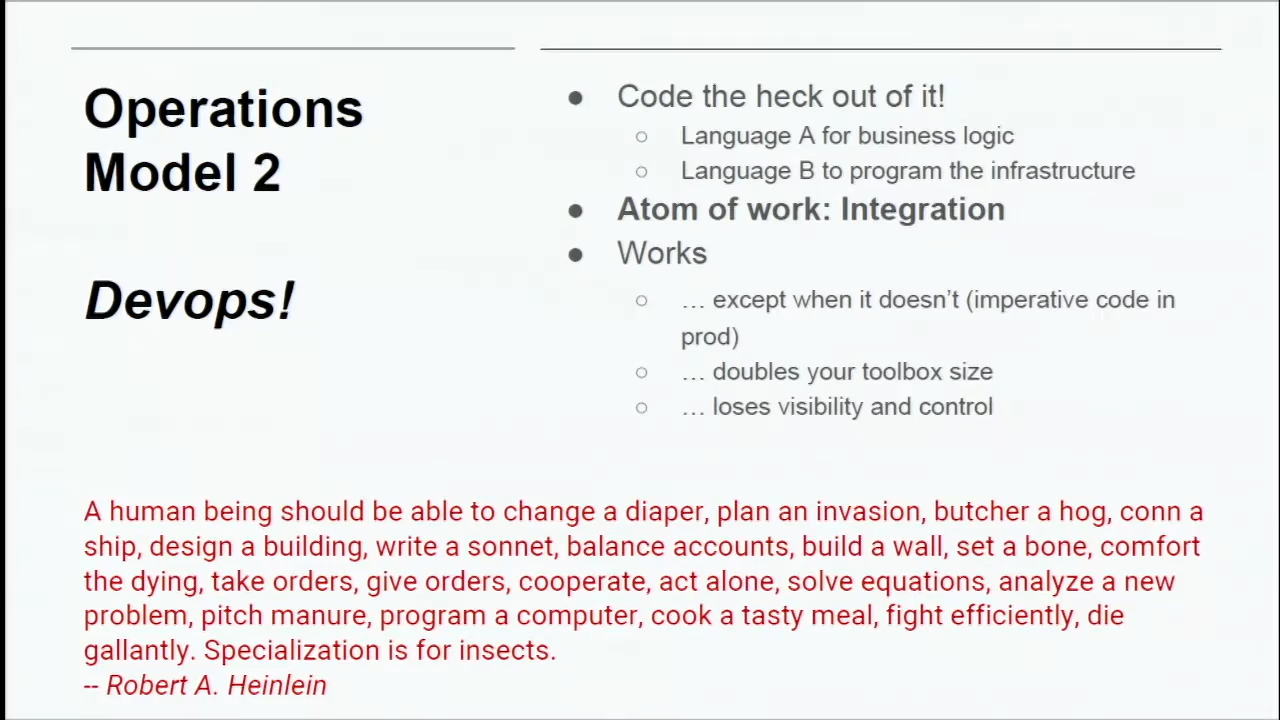 Operations
Model 2
Devops!
● Code the heck out of it!
○ Language A for business logic
○ Language B to program the infrastructure
● Atom of work: Integration
● Works
○ … except when it doesn’t (imperative code in
prod)
○ … doubles your toolbox size
○ … loses visibility and control
A human being should be able to change a diaper, plan an invasion, butcher a hog, conn a
ship, design a building, write a sonnet, balance accounts, build a wall, set a bone, comfort
the dying, take orders, give orders, cooperate, act alone, solve equations, analyze a new
problem, pitch manure, program a computer, cook a tasty meal, fight efficiently, die
gallantly. Specialization is for insects.
-- Robert A. Heinlein